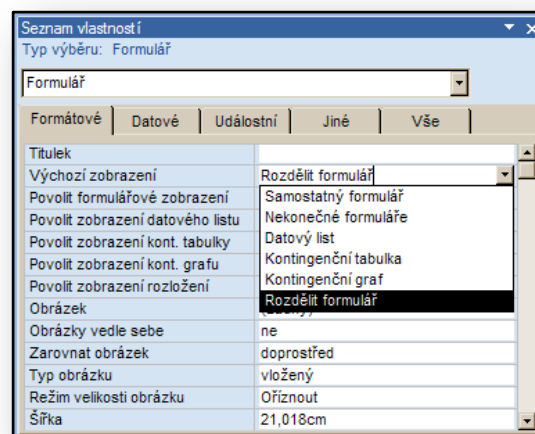 Seznam vlastností
Typ výběru: Formulář
Formulář
Formátové Datové Událostní Jiné Vše
Titulek
Výchozí zobrazení Rozdělit formulář
Povolit formulářové zobrazení Samostatný formulář
Povolit zobrazení datového listu Nekonečné formuláře
Povolit zobrazení kont. tabulky Datový list
Povolit zobrazení kont. grafu Kontingenční tabulka
Povolit zobrazení rozložení Kontingenční graf
Obrázek Rozdělit formulář
Obrázky vedle sebe ne
Zarovnat obrázek doprostřed
Typ obrázku vložený
Režim velikosti obrázku Oříznout
Šířka 21,018cm